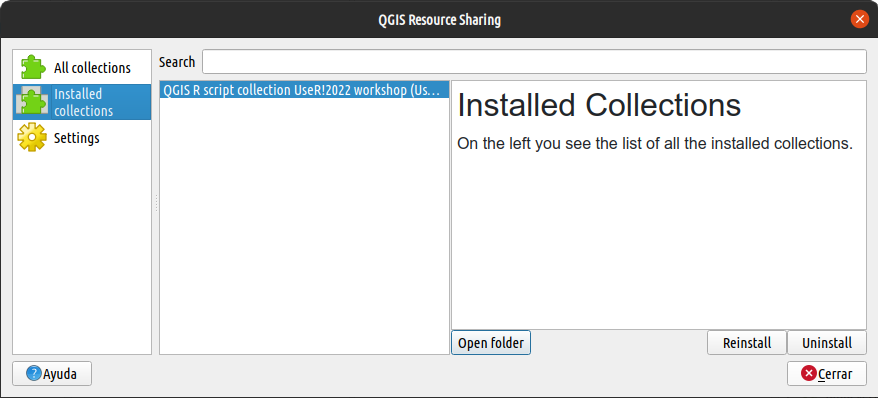 QGIS Resource Sharing
All collections
Installed
collections
Settings
Search
QGIS R script collection UseR!2022 workshop (Us...
Installed Collections
On the left you see the list of all the installed collections.
Open folder
Reinstall
Uninstall
Ayuda
Cerrar